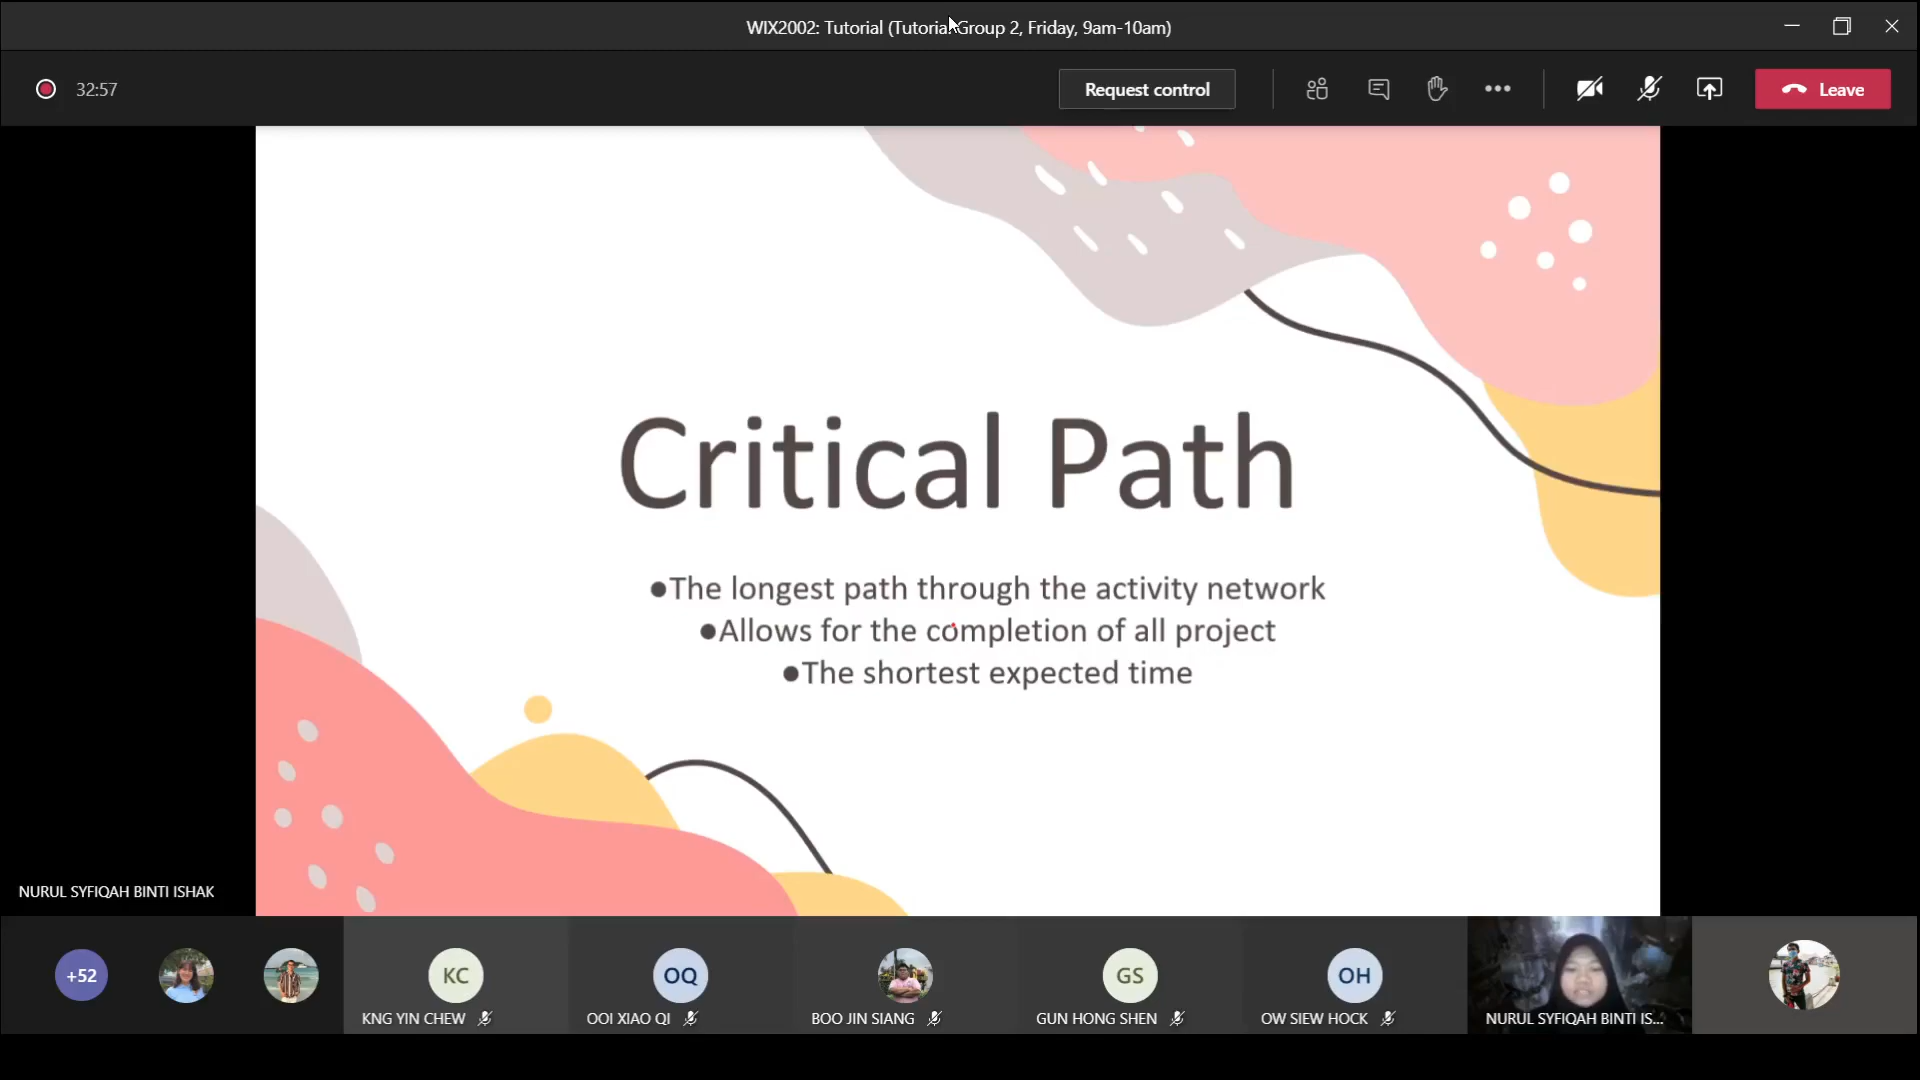 WIX2002: Tutorial (Tutorial Group 2, Friday, 9am-10am)
32:57
Request control
Leave
Critical Path
●The longest path through the activity network
●Allows for the completion of all project
●The shortest expected time
NURUL SYFIQAH BINTI ISHAK
+52
KC
OQ
GS
OH
KNG YIN CHEW
OOI XIAO QI
BOO JIN SIANG
GUN HONG SHEN
OW SIEW HOCK
NURUL SYFIQAH BINTI IS...